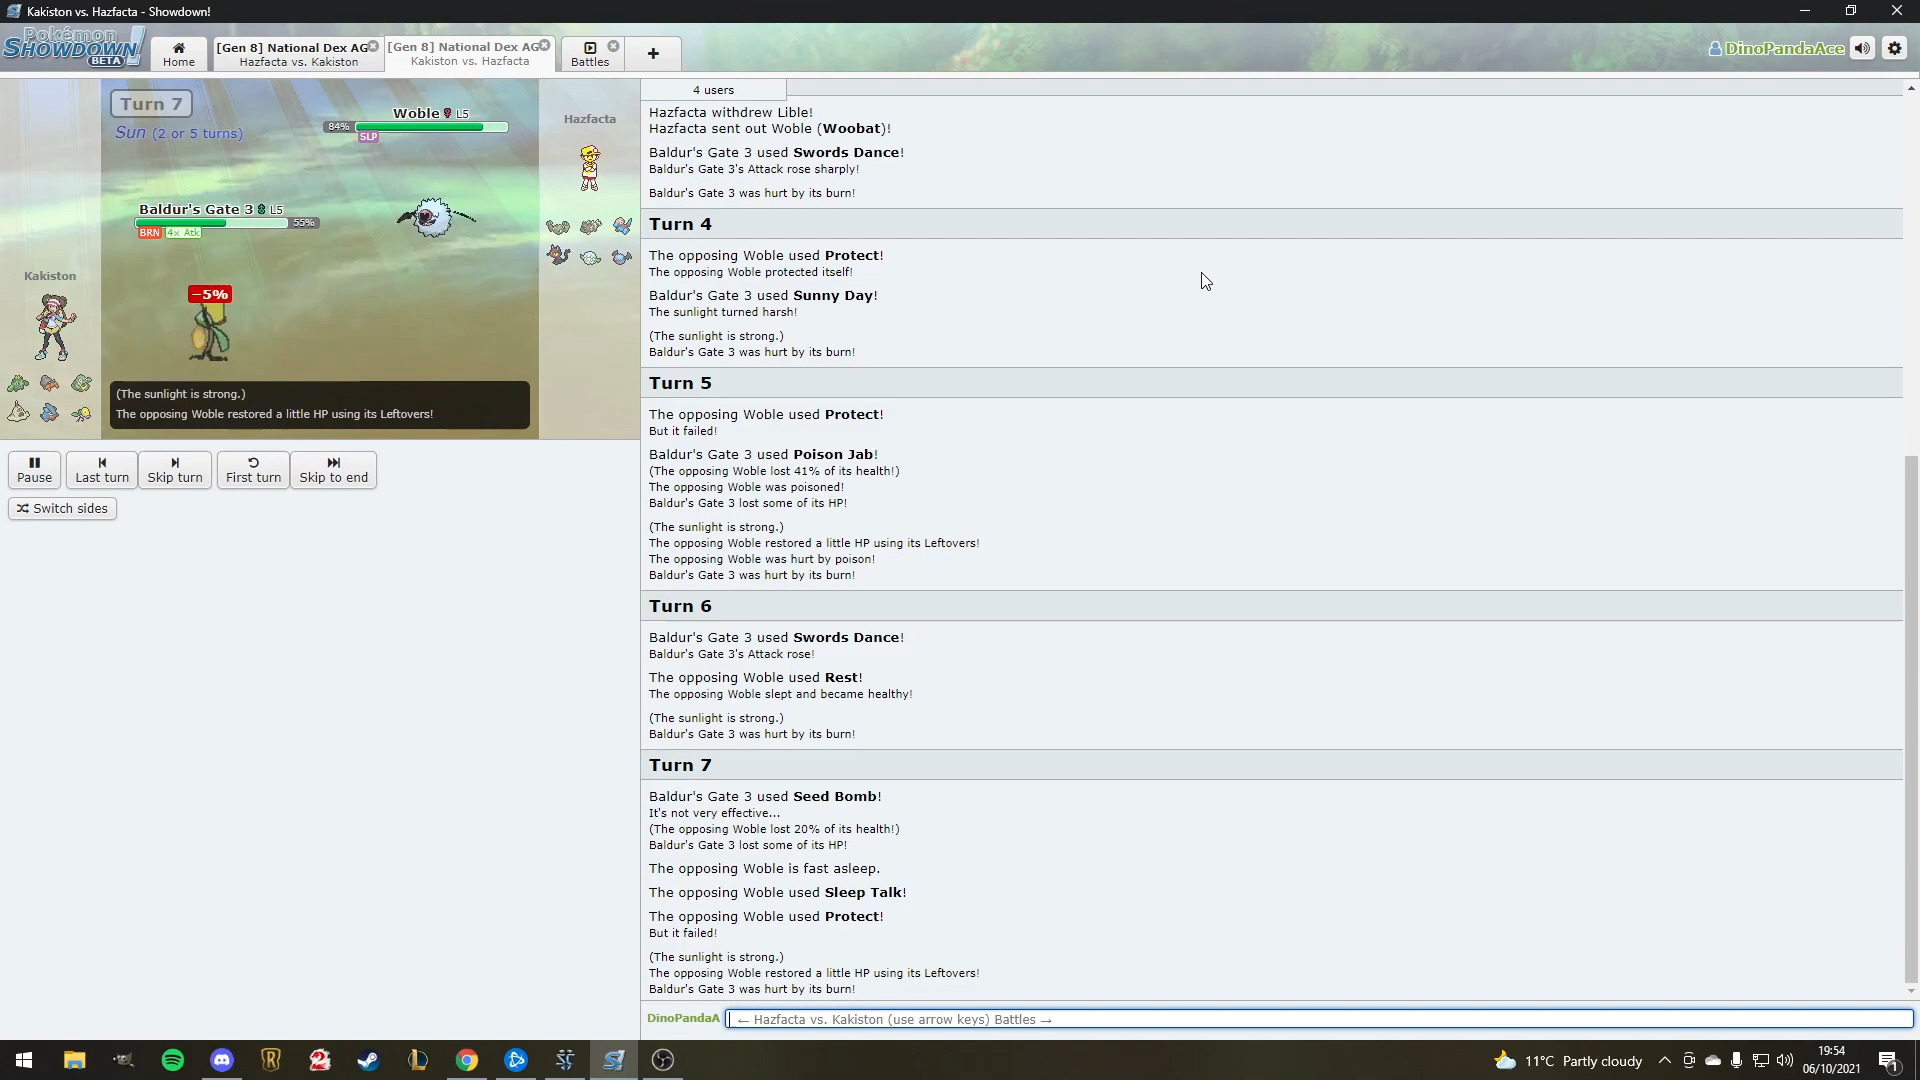 Kakiston vs. Hazfacta - Showdown!
Pokémon
SHOWDOWN!
BETA
Home
[Gen 8] National Dex AG
Hazfacta vs. Kakiston
[Gen 8] National Dex AG
Kakiston vs. Hazfacta
Battles
DinoPandaAce
Turn 7
Sun (2 or 5 turns)
Woble L5
84%
SLP
Baldur's Gate 3 L5
55%
BRN 4× Atk
−5%
Kakiston
Hazfacta
(The sunlight is strong.)
The opposing Woble restored a little HP using its Leftovers!
Pause
Last turn
Skip turn
First turn
Skip to end
Switch sides
4 users
Hazfacta withdrew Lible!
Hazfacta sent out Woble (Woobat)!
Baldur's Gate 3 used Swords Dance!
Baldur's Gate 3's Attack rose sharply!
Baldur's Gate 3 was hurt by its burn!
Turn 4
The opposing Woble used Protect!
The opposing Woble protected itself!
Baldur's Gate 3 used Sunny Day!
The sunlight turned harsh!
(The sunlight is strong.)
Baldur's Gate 3 was hurt by its burn!
Turn 5
The opposing Woble used Protect!
But it failed!
Baldur's Gate 3 used Poison Jab!
(The opposing Woble lost 41% of its health!)
The opposing Woble was poisoned!
Baldur's Gate 3 lost some of its HP!
(The sunlight is strong.)
The opposing Woble restored a little HP using its Leftovers!
The opposing Woble was hurt by poison!
Baldur's Gate 3 was hurt by its burn!
Turn 6
Baldur's Gate 3 used Swords Dance!
Baldur's Gate 3's Attack rose!
The opposing Woble used Rest!
The opposing Woble slept and became healthy!
(The sunlight is strong.)
Baldur's Gate 3 was hurt by its burn!
Turn 7
Baldur's Gate 3 used Seed Bomb!
It's not very effective...
(The opposing Woble lost 20% of its health!)
Baldur's Gate 3 lost some of its HP!
The opposing Woble is fast asleep.
The opposing Woble used Sleep Talk!
The opposing Woble used Protect!
But it failed!
(The sunlight is strong.)
The opposing Woble restored a little HP using its Leftovers!
Baldur's Gate 3 was hurt by its burn!
DinoPandaA
← Hazfacta vs. Kakiston (use arrow keys) Battles →
11°C Partly cloudy
19:54
06/10/2021
1